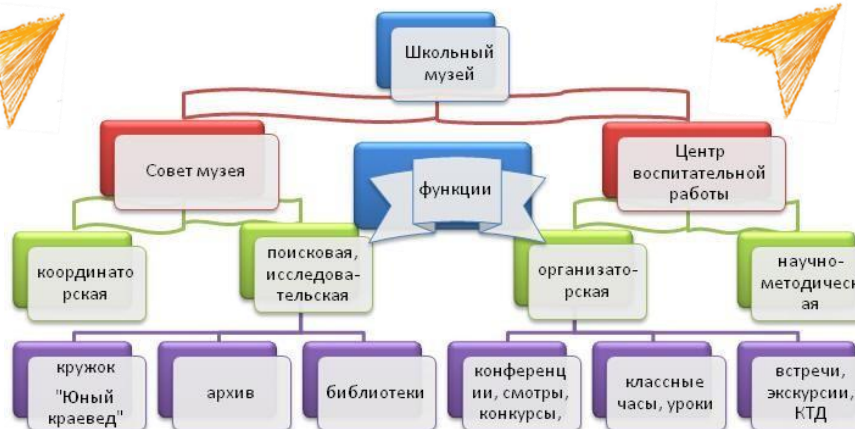 Школьный
музей
Совет музея
функции
Центр
воспитательной
работы
координато
рская
поисковая,
исследова-
тельская
организато-
рская
научно-
методическ
ая
кружок
"Юный
краевед"
архив
библиотеки
конференц
ии, смотры,
конкурсы,
классные
часы, уроки
встречи,
экскурсии,
КТД